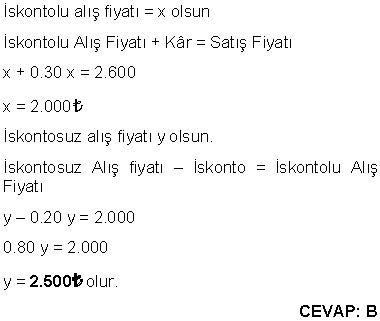 İskontolu alış fiyatı = x olsun
İskontolu Alış Fiyatı + Kâr = Satış Fiyatı
x + 0.30 x = 2.600
x = 2.000₺
İskontosuz alış fiyatı y olsun.
İskontosuz Alış fiyatı – İskonto = İskontolu Alış
Fiyatı
y – 0.20 y = 2.000
0.80 y = 2.000
y = 2.500₺ olur.
CEVAP: B